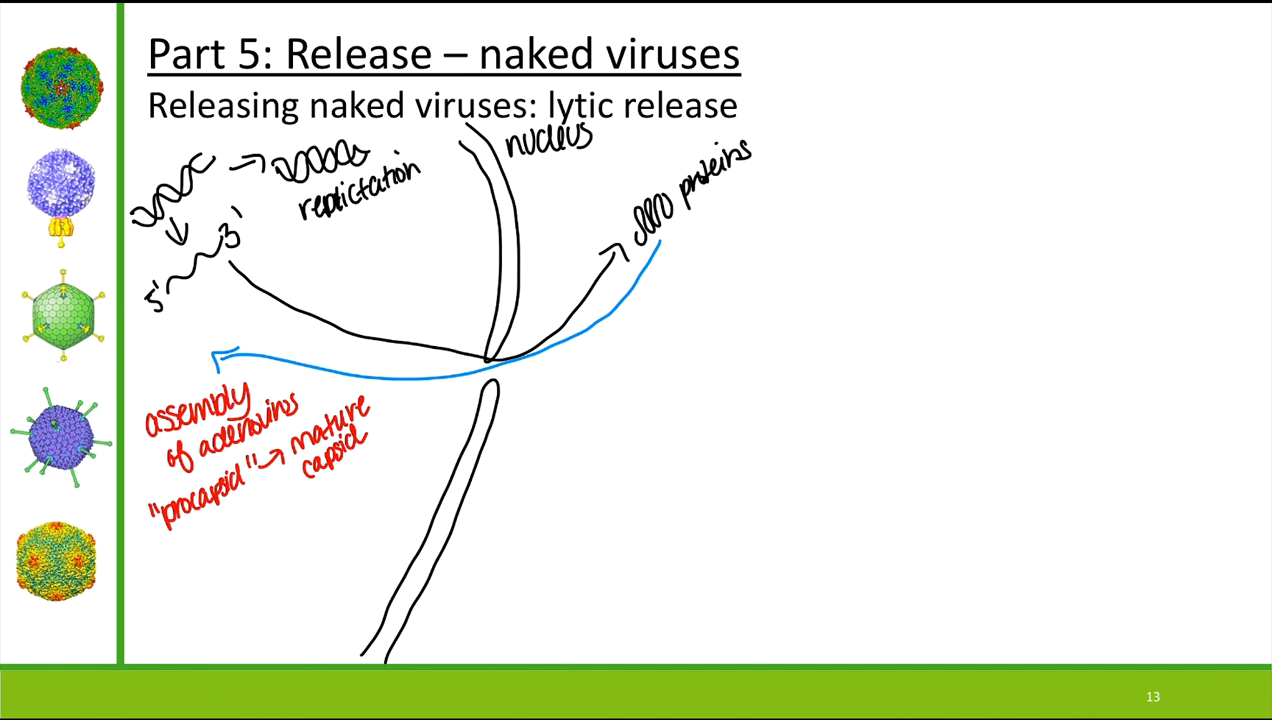 Part 5: Release – naked viruses
Releasing naked viruses: lytic release
nucleus
proteins
replictation
3'
5'
assembly
of adenovirus
"procapsid" → mature
capsid
13